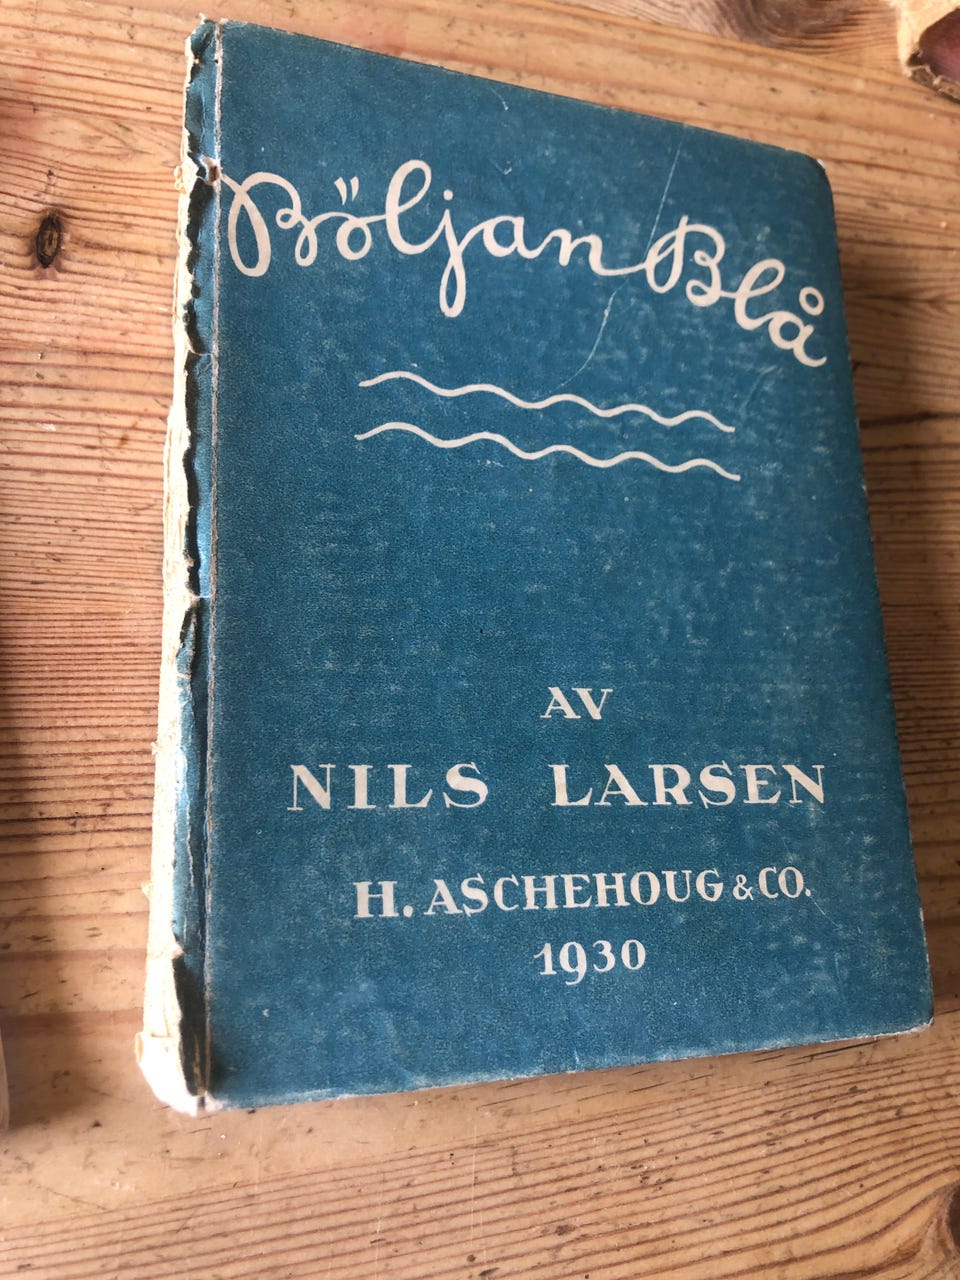 Böljan Blå
AV
NILS LARSEN
H. ASCHEHOUG & CO.
1930